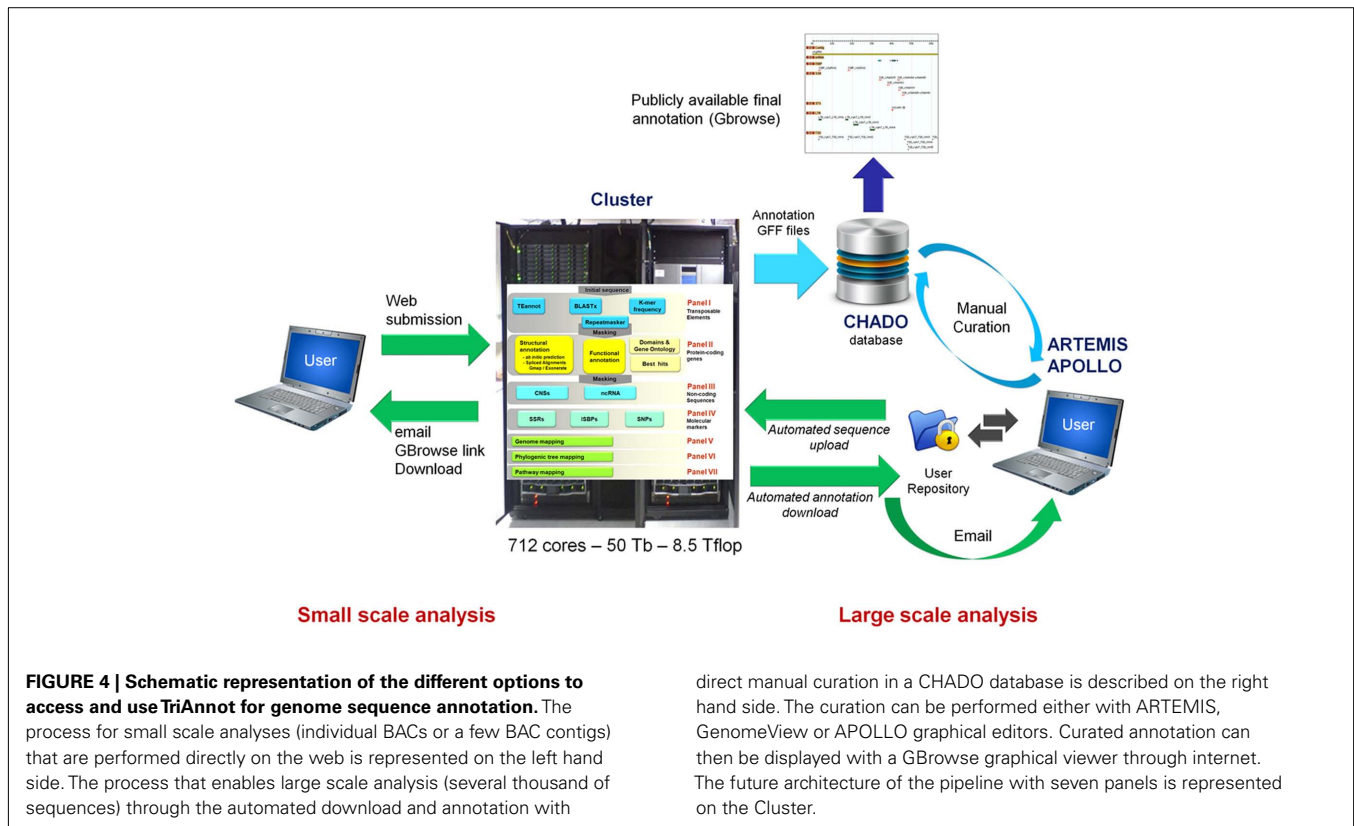 Publicly available final
annotation (Gbrowse)
Cluster
Annotation
GFF files
Web
submission
User
email
GBrowse link
Download
Initial sequence
TEannot
BLASTx
K-mer
frequency
Repeatmasker
Panel I
Transposable
Elements
Masking
Structural
annotation
- ab initio prediction
- Spliced Alignments
Gmap / Exonerate
Functional
annotation
Domains &
Gene Ontology
Best hits
Panel II
Protein-coding
genes
Masking
CNSs
ncRNA
Panel III
Non-coding
Sequences
SSRs
ISBPs
SNPs
Panel IV
Molecular
markers
Genome mapping
Panel V
Phylogenic tree mapping
Panel VI
Pathway mapping
Panel VII
712 cores – 50 Tb – 8.5 Tflop
CHADO
database
Manual
Curation
ARTEMIS
APOLLO
User
Automated sequence
upload
User
Repository
Automated annotation
download
Email
Small scale analysis
Large scale analysis
FIGURE 4 | Schematic representation of the different options to
access and use TriAnnot for genome sequence annotation. The
process for small scale analyses (individual BACs or a few BAC contigs)
that are performed directly on the web is represented on the left hand
side. The process that enables large scale analysis (several thousand of
sequences) through the automated download and annotation with
direct manual curation in a CHADO database is described on the right
hand side. The curation can be performed either with ARTEMIS,
GenomeView or APOLLO graphical editors. Curated annotation can
then be displayed with a GBrowse graphical viewer through internet.
The future architecture of the pipeline with seven panels is represented
on the Cluster.